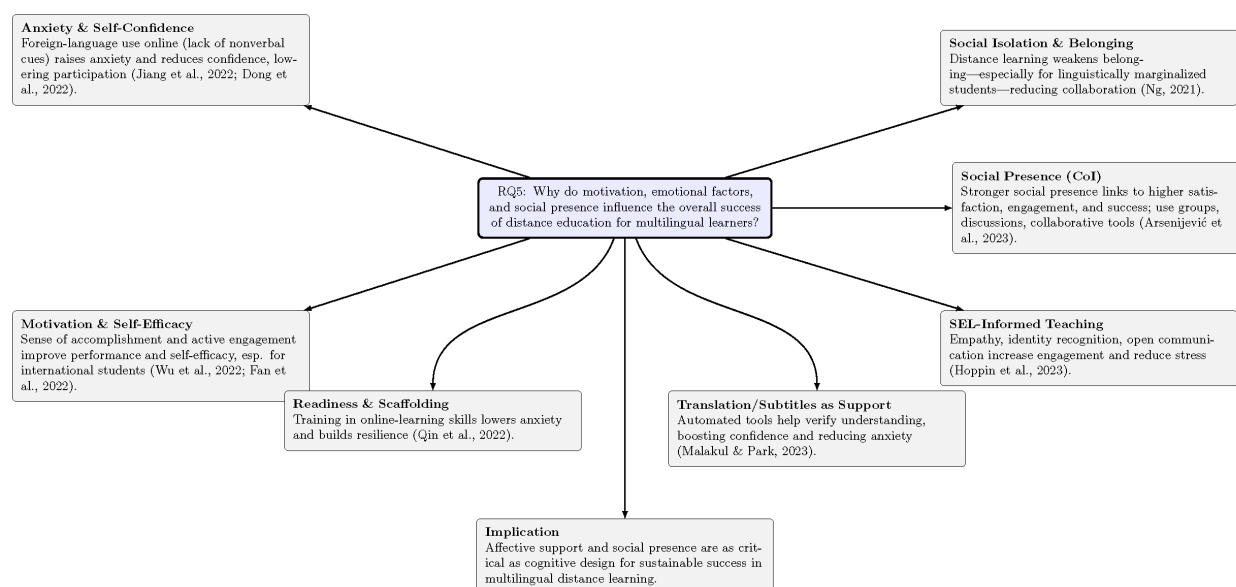 Anxiety & Self-Confidence
Foreign-language use online (lack of nonverbal
cues) raises anxiety and reduces confidence, low-
ering participation (Jiang et al., 2022; Dong et
al., 2022).
Social Isolation & Belonging
Distance learning weakens belong-
ing—especially for linguistically marginalized
students—reducing collaboration (Ng, 2021).
RQ5: Why do motivation, emotional factors,
and social presence influence the overall success
of distance education for multilingual learners?
Social Presence (CoI)
Stronger social presence links to higher satis-
faction, engagement, and success; use groups,
discussions, collaborative tools (Arsenijević et
al., 2023).
Motivation & Self-Efficacy
Sense of accomplishment and active engagement
improve performance and self-efficacy, esp. for
international students (Wu et al., 2022; Fan et
al., 2022).
SEL-Informed Teaching
Empathy, identity recognition, open communi-
cation increase engagement and reduce stress
(Hoppin et al., 2023).
Readiness & Scaffolding
Training in online-learning skills lowers anxiety
and builds resilience (Qin et al., 2022).
Translation/Subtitles as Support
Automated tools help verify understanding,
boosting confidence and reducing anxiety
(Malakul & Park, 2023).
Implication
Affective support and social presence are as crit-
ical as cognitive design for sustainable success in
multilingual distance learning.